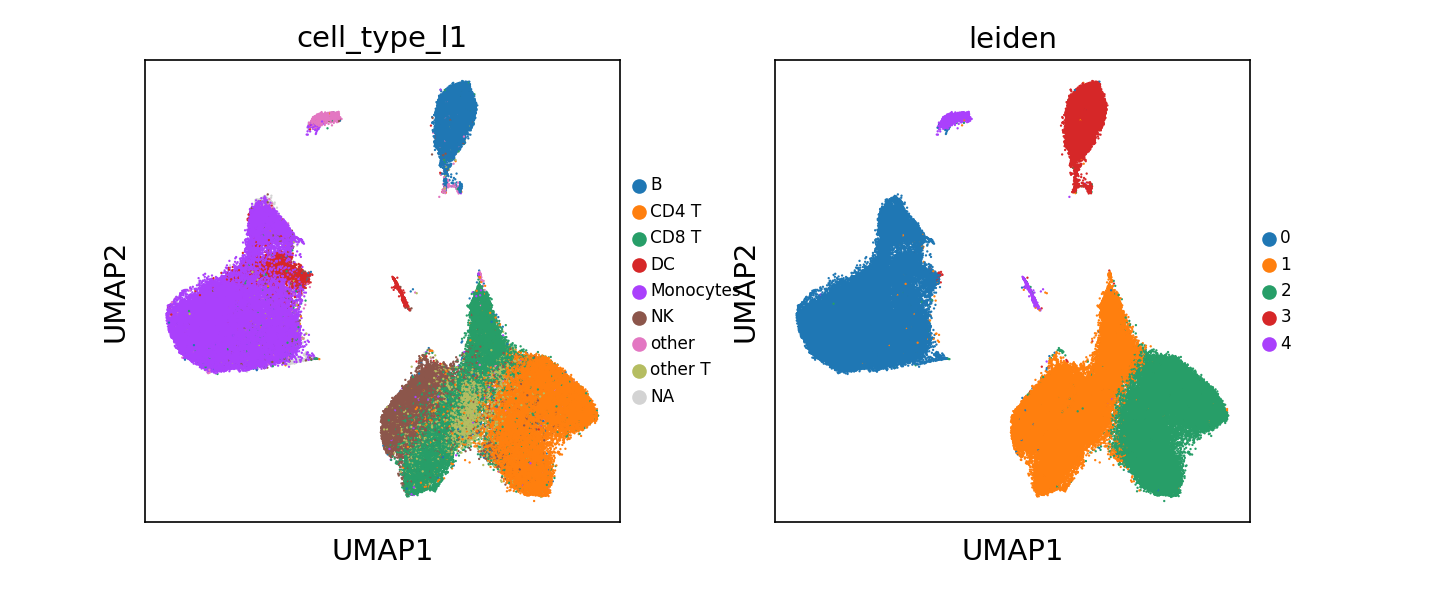 cell_type_l1
UMAP2
UMAP1
B
CD4 T
CD8 T
DC
Monocytes
NK
other
other T
NA
leiden
UMAP2
UMAP1
0
1
2
3
4